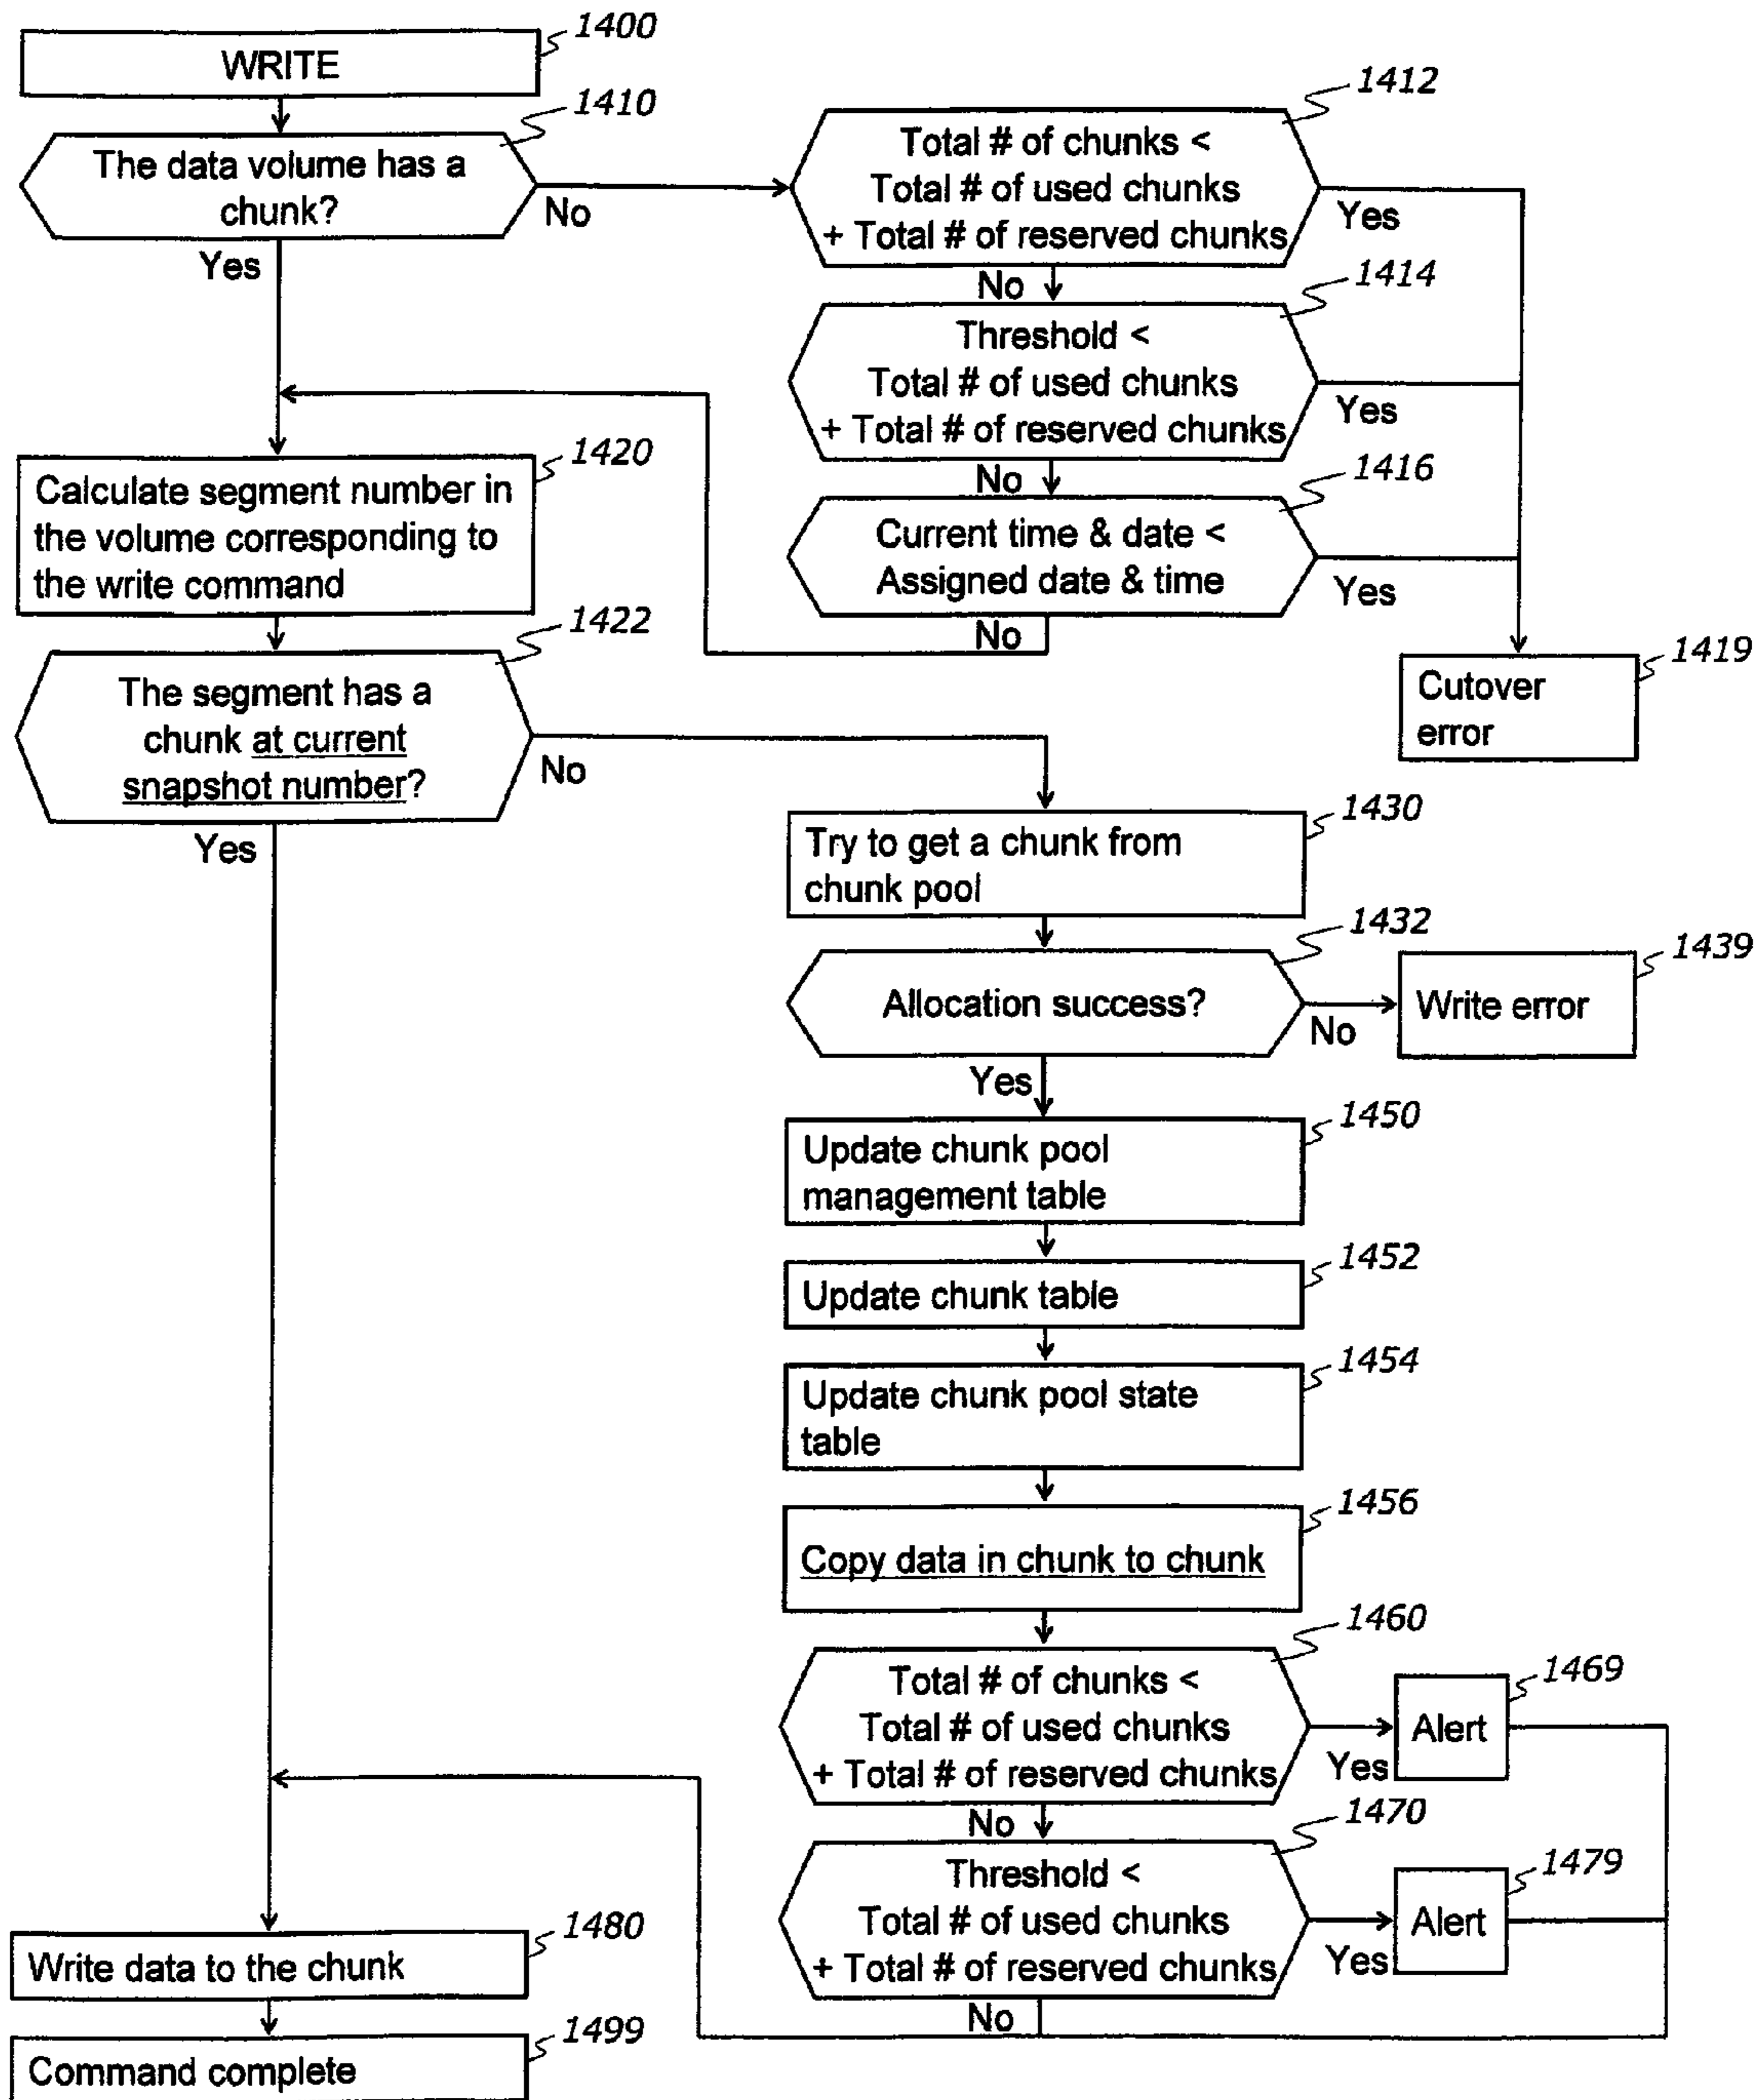 WRITE
1400
1410
The data volume has a
chunk?
No
Yes
1412
Total # of chunks <
Total # of used chunks
+ Total # of reserved chunks
Yes
No
1414
Threshold <
Total # of used chunks
+ Total # of reserved chunks
Yes
No
1416
Current time & date <
Assigned date & time
Yes
No
1419
Cutover
error
1420
Calculate segment number in
the volume corresponding to
the write command
1422
The segment has a
chunk at current
snapshot number?
No
Yes
1430
Try to get a chunk from
chunk pool
1432
Allocation success?
No
Yes
1439
Write error
1450
Update chunk pool
management table
1452
Update chunk table
1454
Update chunk pool state
table
1456
Copy data in chunk to chunk
1460
Total # of chunks <
Total # of used chunks
+ Total # of reserved chunks
Yes
No
1469
Alert
1470
Threshold <
Total # of used chunks
+ Total # of reserved chunks
Yes
No
1479
Alert
1480
Write data to the chunk
1499
Command complete